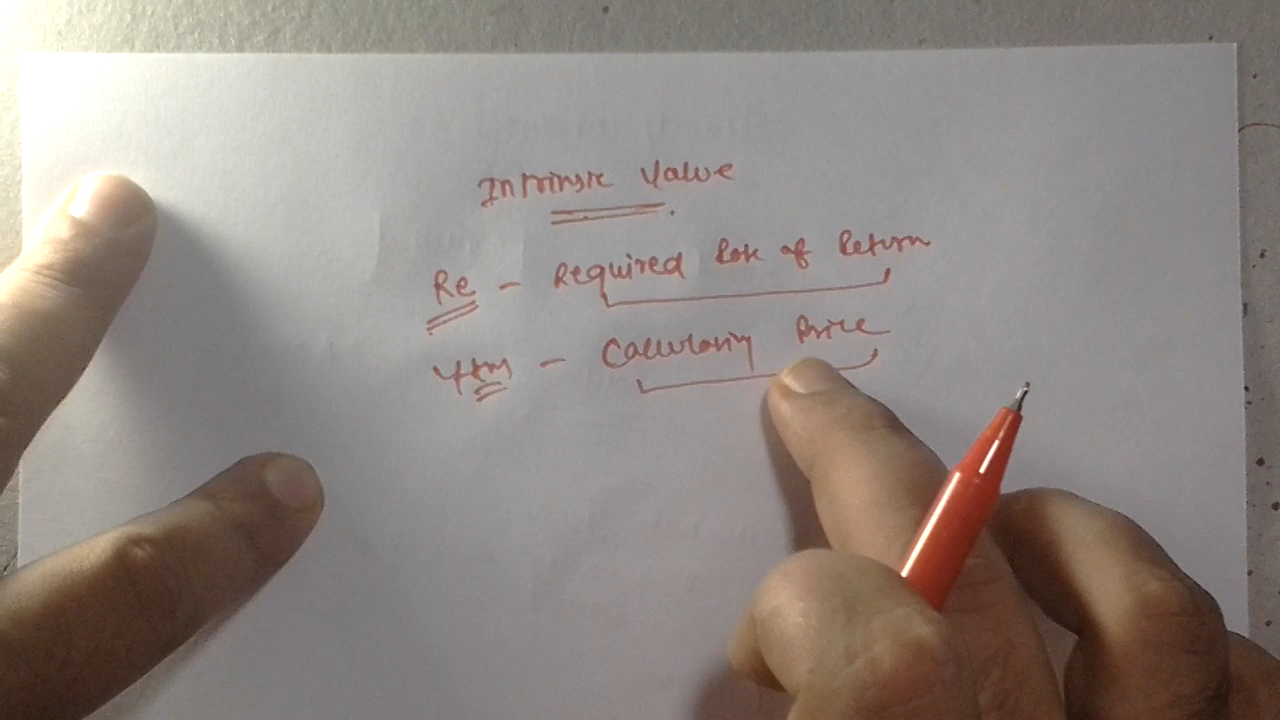 Intrinsic Value
Re - Required Rate of Return
Ytm - Calculating Price